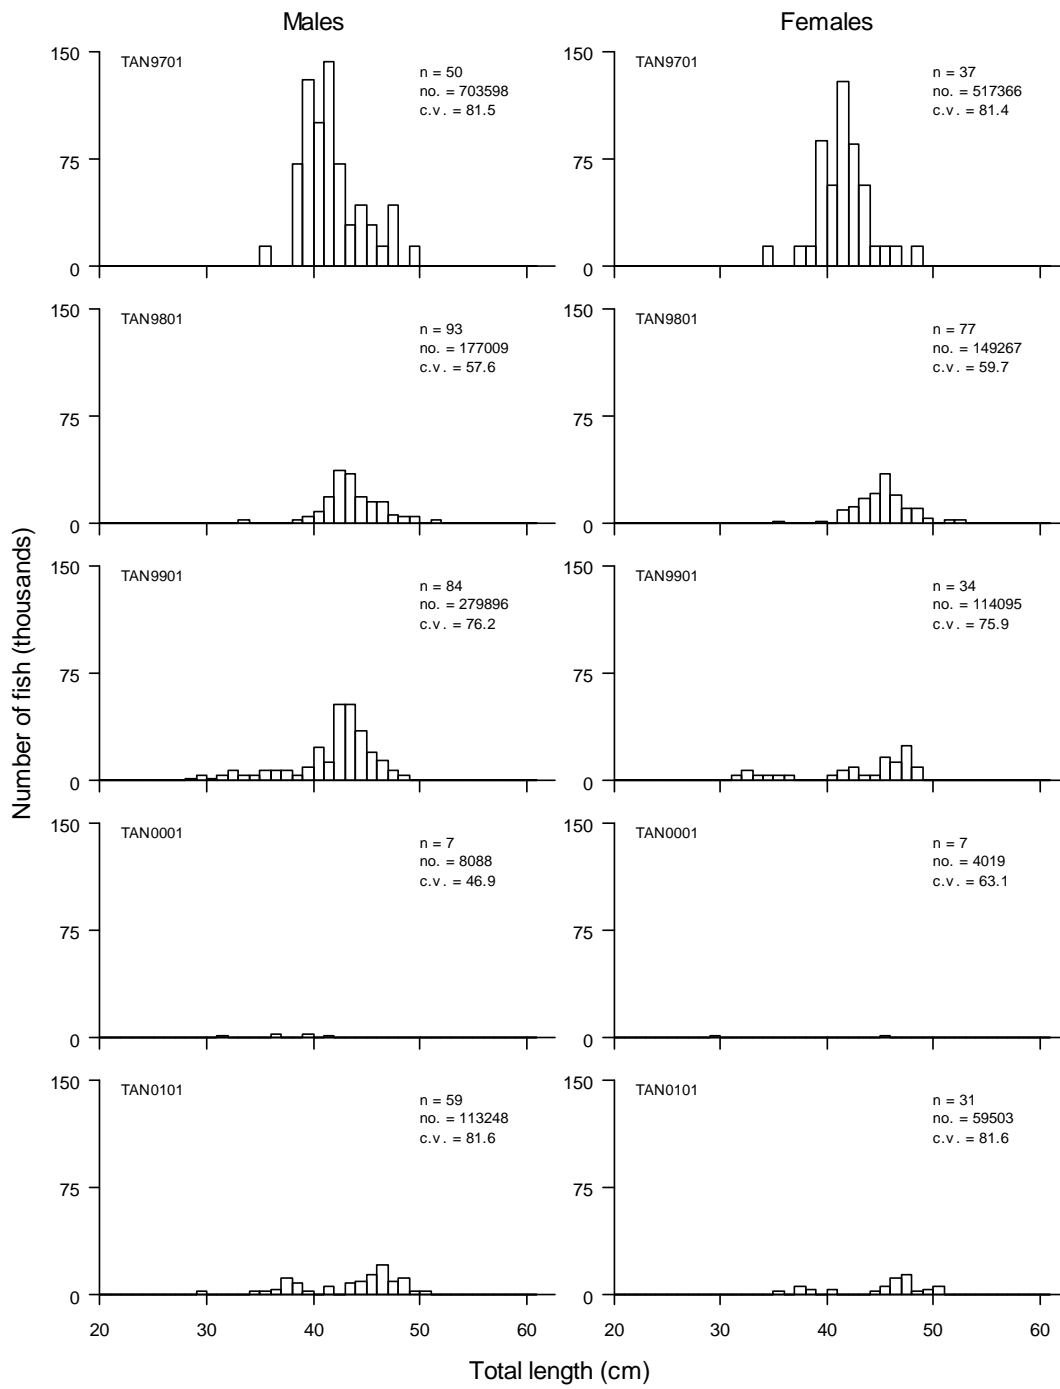 Males
Females
150
TAN9701
n = 50
no. = 703598
c.v. = 81.5
75
0
150
TAN9701
n = 37
no. = 517366
c.v. = 81.4
75
0
150
TAN9801
n = 93
no. = 177009
c.v. = 57.6
75
0
150
TAN9801
n = 77
no. = 149267
c.v. = 59.7
75
0
150
TAN9901
n = 84
no. = 279896
c.v. = 76.2
75
0
150
TAN9901
n = 34
no. = 114095
c.v. = 75.9
75
0
150
TAN0001
n = 7
no. = 8088
c.v. = 46.9
75
0
150
TAN0001
n = 7
no. = 4019
c.v. = 63.1
75
0
150
TAN0101
n = 59
no. = 113248
c.v. = 81.6
75
0
150
TAN0101
n = 31
no. = 59503
c.v. = 81.6
75
0
20 30 40 50 60
20 30 40 50 60
Number of fish (thousands)
Total length (cm)